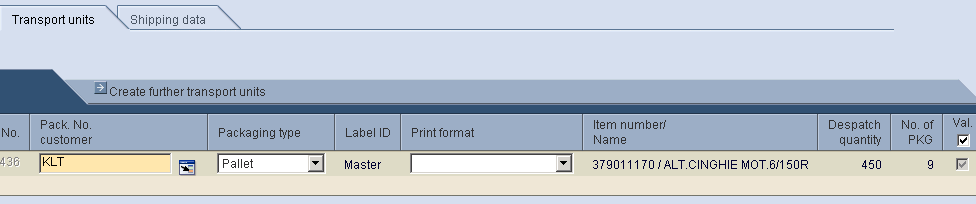 Transport units
Shipping data
Create further transport units
No.
Pack. No.
customer
Packaging type
Label ID
Print format
Item number/
Name
Despatch
quantity
No. of
PKG
Val.
436
KLT
Pallet
Master
379011170 / ALT.CINGHIE MOT.6/150R
450
9